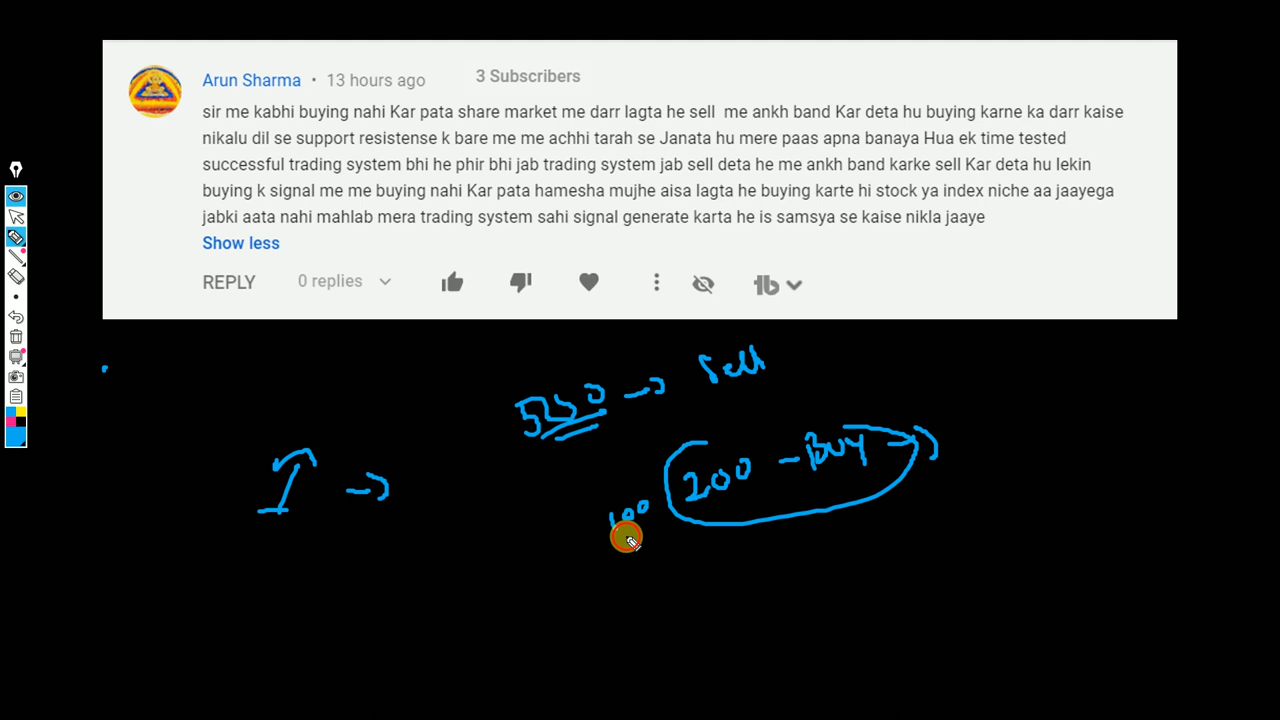 Arun Sharma • 13 hours ago 3 Subscribers
sir me kabhi buying nahi Kar pata share market me darr lagta he sell me ankh band Kar deta hu buying karne ka darr kaise
nikalu dil se support resistense k bare me me achhi tarah se Janata hu mere paas apna banaya Hua ek time tested
successful trading system bhi he phir bhi jab trading system jab sell deta he me ankh band karke sell Kar deta hu lekin
buying k signal me me buying nahi Kar pata hamesha mujhe aisa lagta he buying karte hi stock ya index niche aa jaayega
jabki aata nahi mahlab mera trading system sahi signal generate karta he is samsya se kaise nikla jaaye
Show less
REPLY 0 replies
→ Sell
200 - Buy →
100